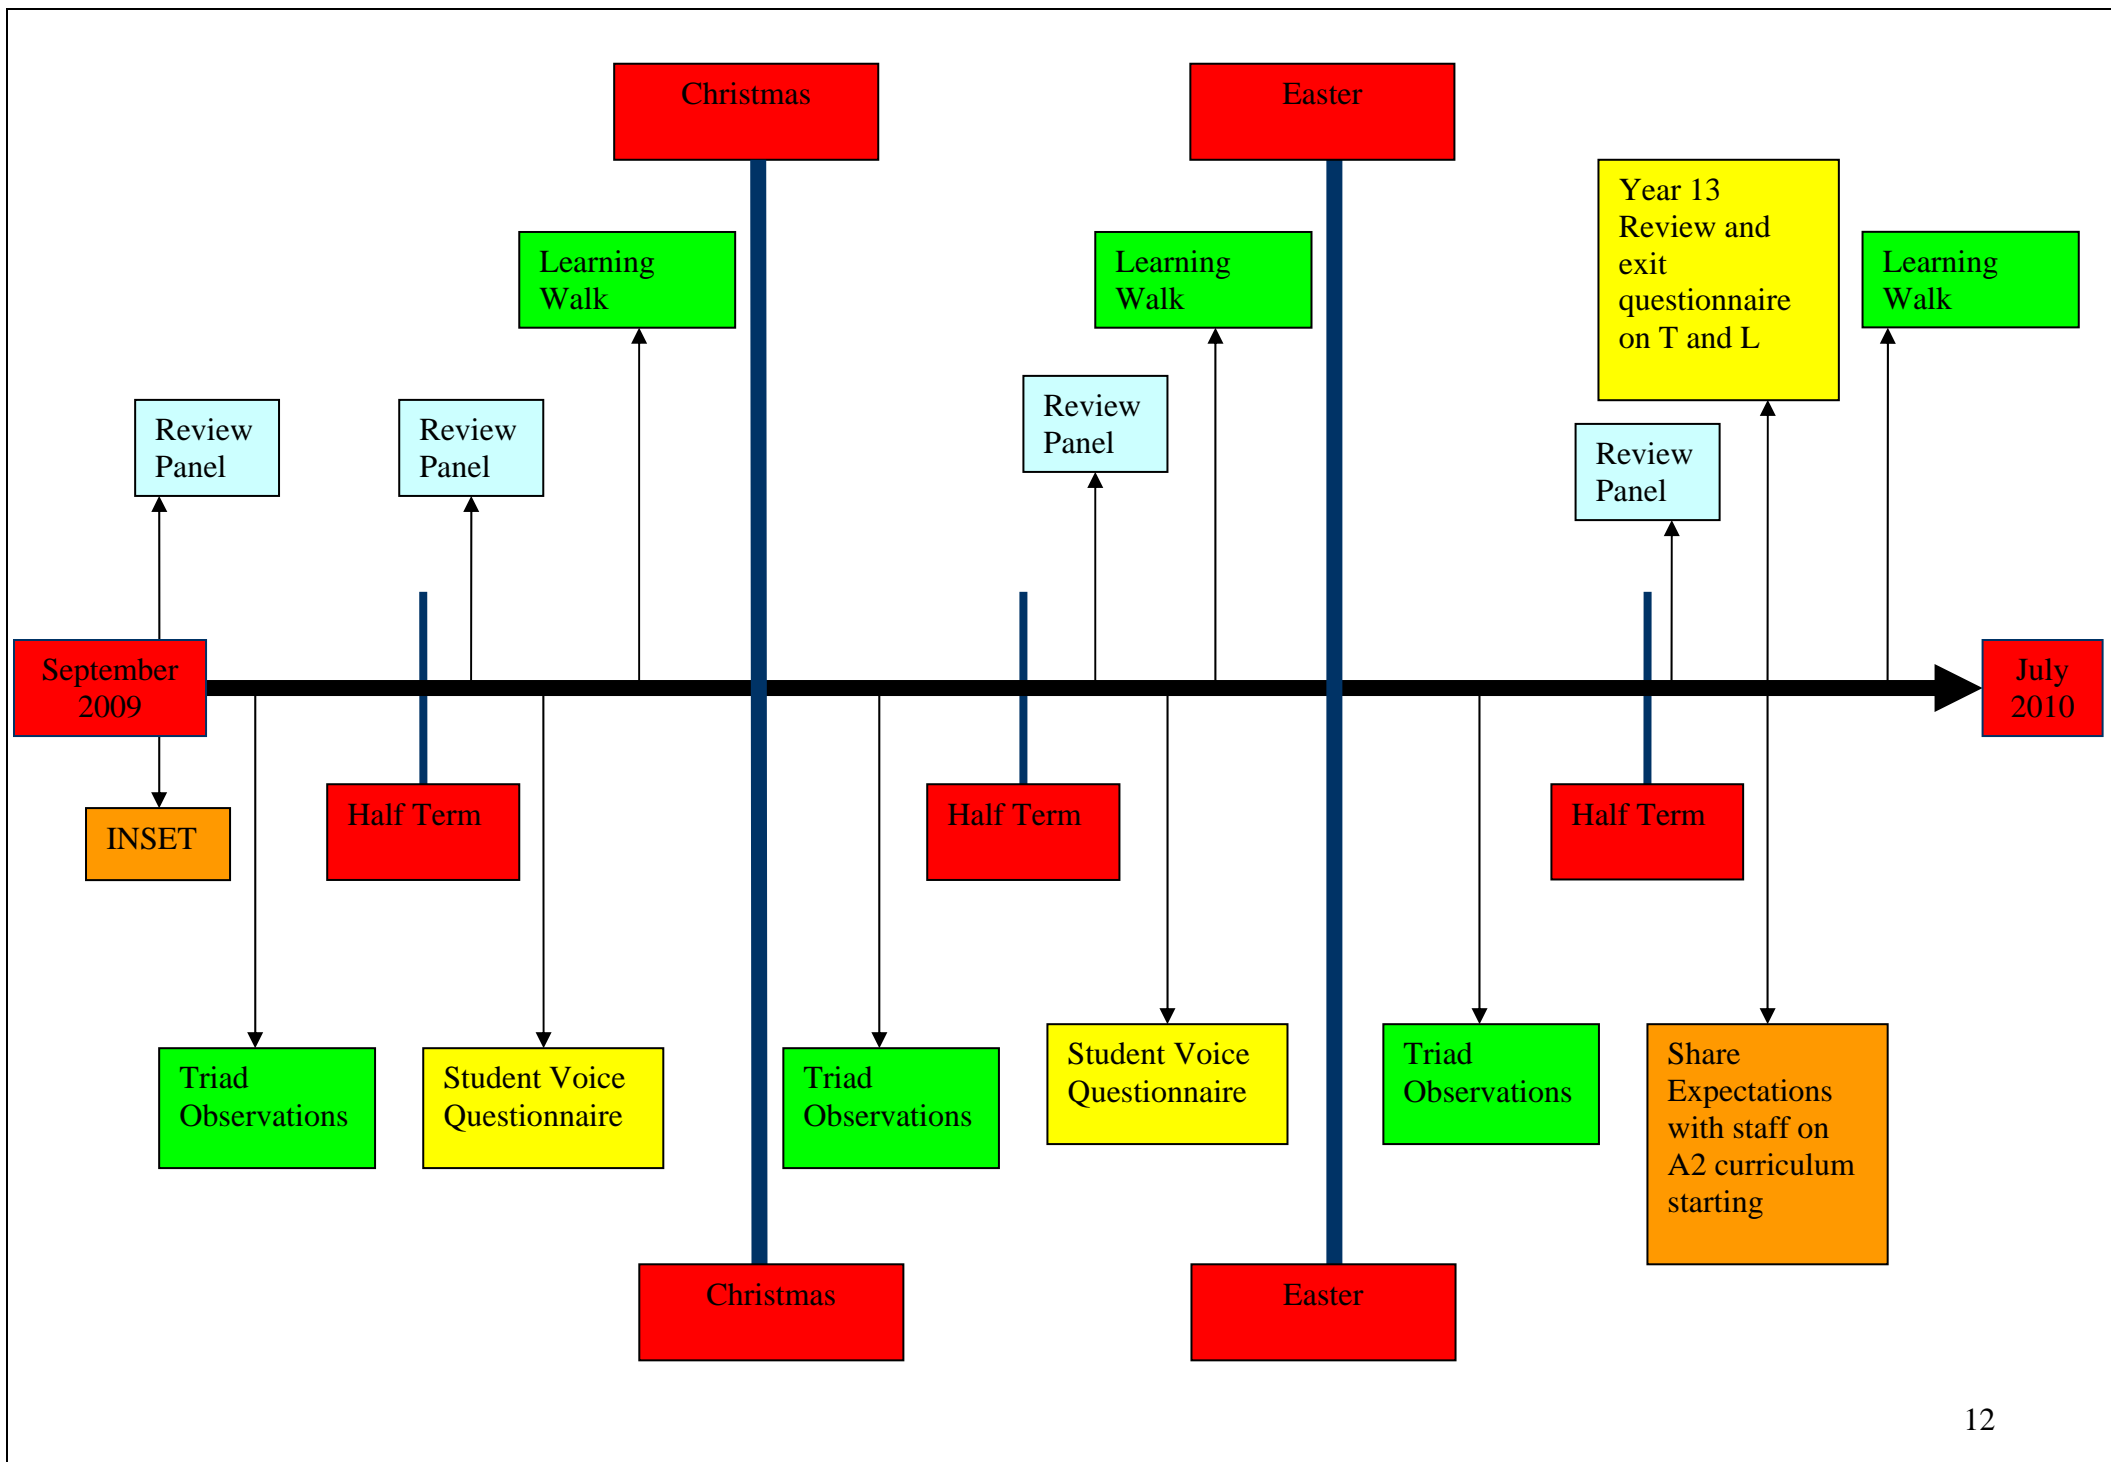 Christmas
Easter
Year 13
Review and
exit
questionnaire
on T and L
Learning
Walk
Learning
Walk
Learning
Walk
Review
Panel
Review
Panel
Review
Panel
Review
Panel
September
2009
July
2010
INSET
Half Term
Half Term
Half Term
Triad
Observations
Student Voice
Questionnaire
Triad
Observations
Student Voice
Questionnaire
Triad
Observations
Share
Expectations
with staff on
A2 curriculum
starting
Christmas
Easter
12